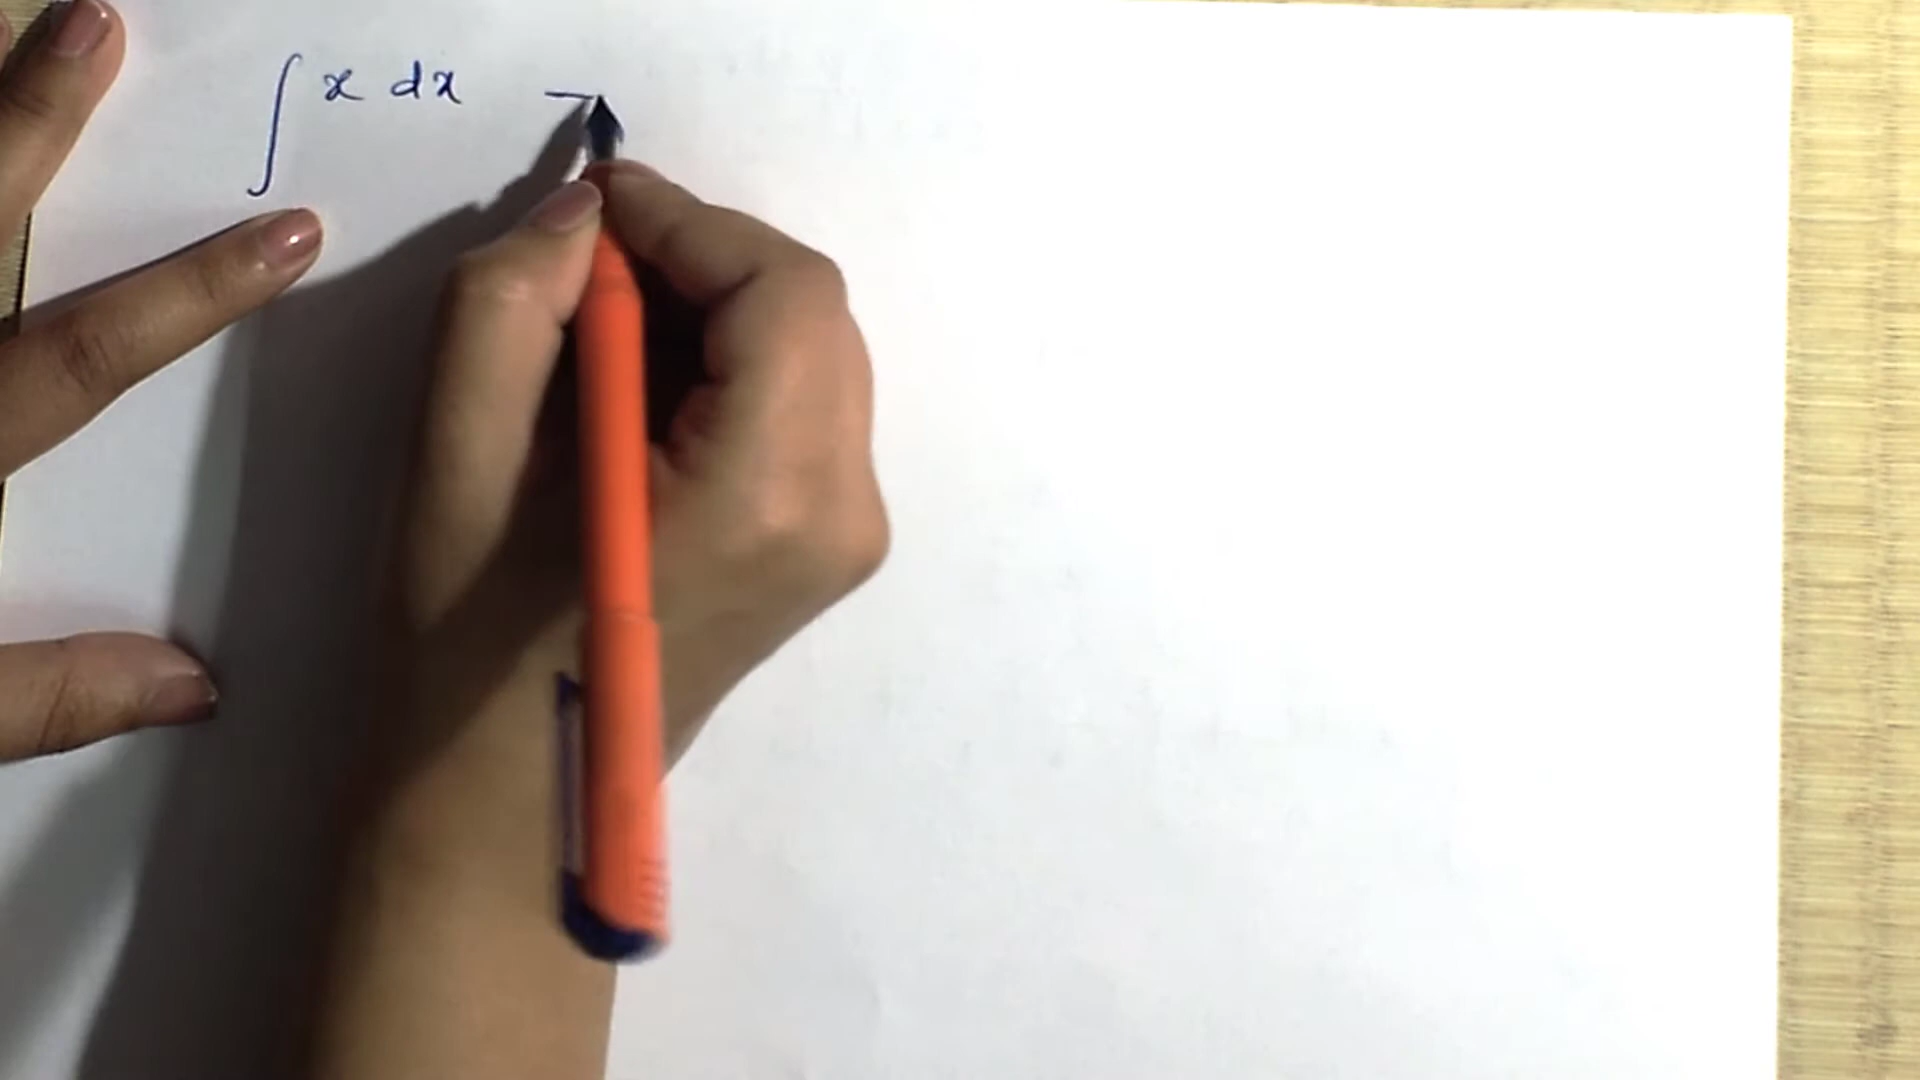 ∫ x dx —